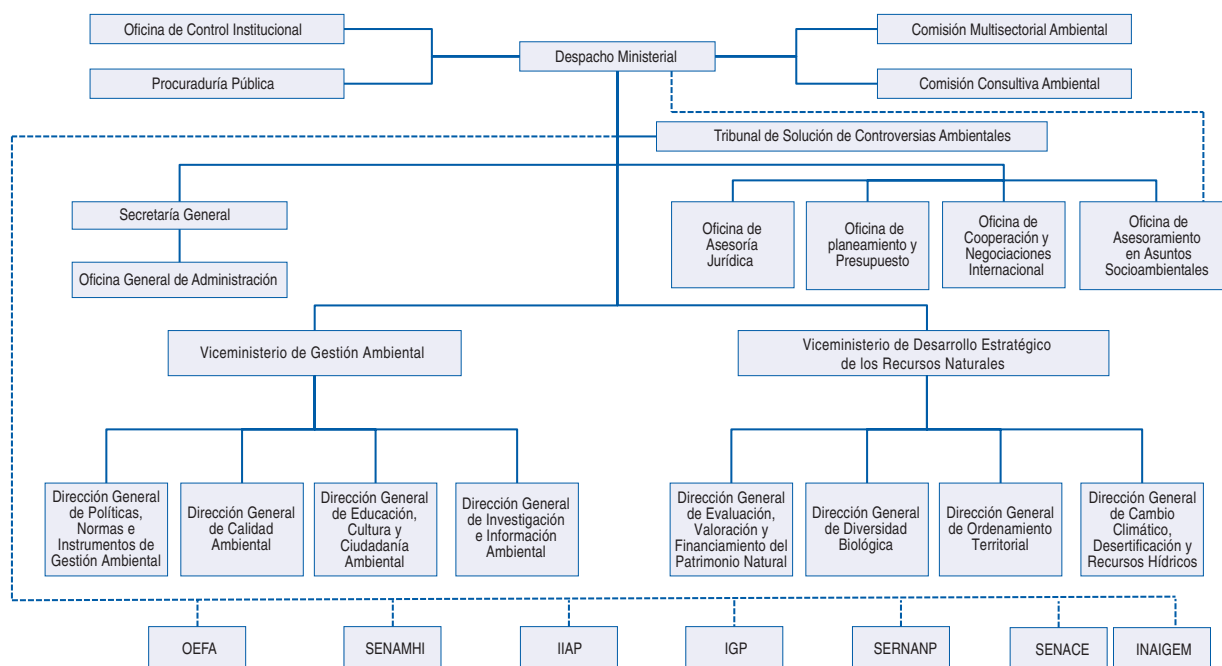 Oficina de Control Institucional
Comisión Multisectorial Ambiental
Despacho Ministerial
Procuraduría Pública
Comisión Consultiva Ambiental
Tribunal de Solución de Controversias Ambientales
Secretaría General
Oficina General de Administración
Oficina de
Asesoría
Jurídica
Oficina de
planeamiento y
Presupuesto
Oficina de
Cooperación y
Negociaciones
Internacional
Oficina de
Asesoramiento
en Asuntos
Socioambientales
Viceministerio de Gestión Ambiental
Viceministerio de Desarrollo Estratégico
de los Recursos Naturales
Dirección General
de Políticas,
Normas e
Instrumentos de
Gestión Ambiental
Dirección General
de Calidad
Ambiental
Dirección General
de Educación,
Cultura y
Ciudadanía
Ambiental
Dirección General
de Investigación
e Información
Ambiental
Dirección General
de Evaluación,
Valoración y
Financiamiento del
Patrimonio Natural
Dirección General
de Diversidad
Biológica
Dirección General
de Ordenamiento
Territorial
Dirección General
de Cambio
Climático,
Desertificación y
Recursos Hídricos
OEFA
SENAMHI
IIAP
IGP
SERNANP
SENACE
INAIGEM